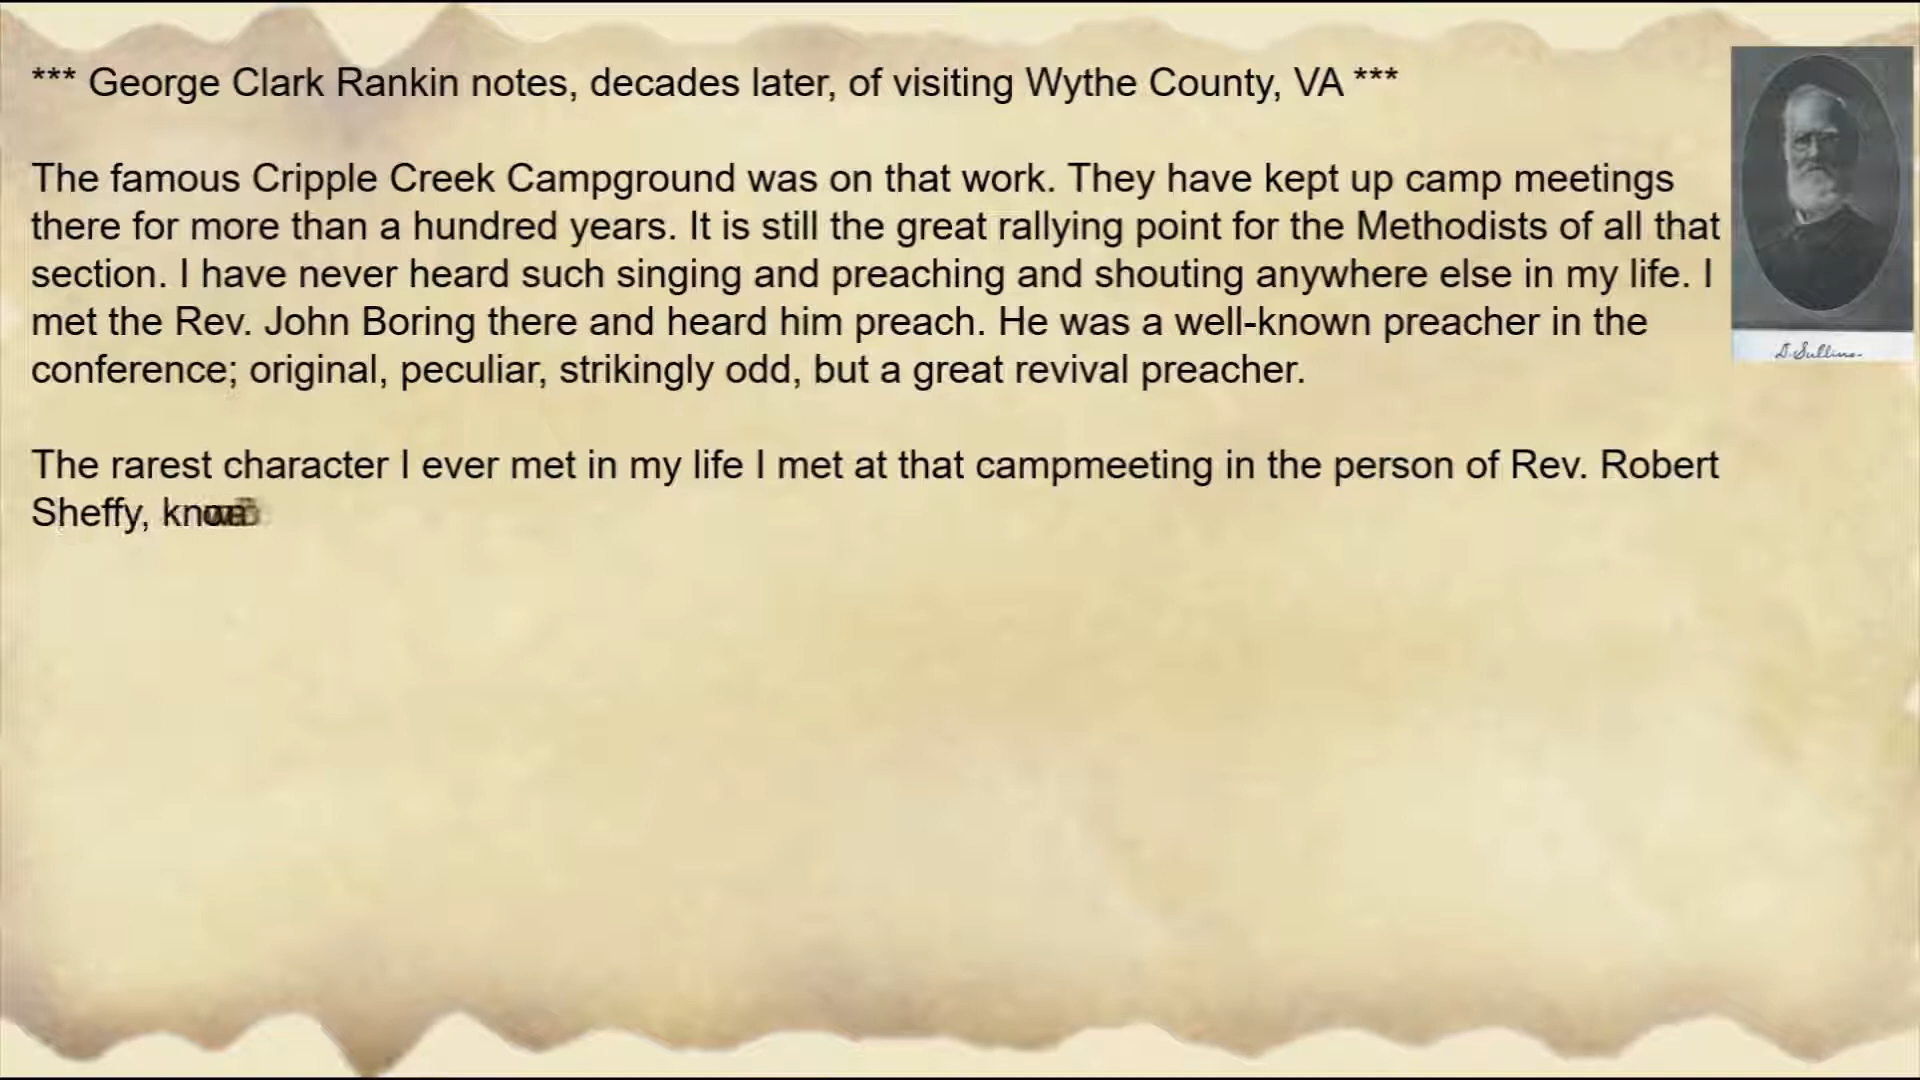 *** George Clark Rankin notes, decades later, of visiting Wythe County, VA ***
The famous Cripple Creek Campground was on that work. They have kept up camp meetings
there for more than a hundred years. It is still the great rallying point for the Methodists of all that
section. I have never heard such singing and preaching and shouting anywhere else in my life. I
met the Rev. John Boring there and heard him preach. He was a well-known preacher in the
conference; original, peculiar, strikingly odd, but a great revival preacher.
The rarest character I ever met in my life I met at that campmeeting in the person of Rev. Robert
Sheffy,
D. Sullins.